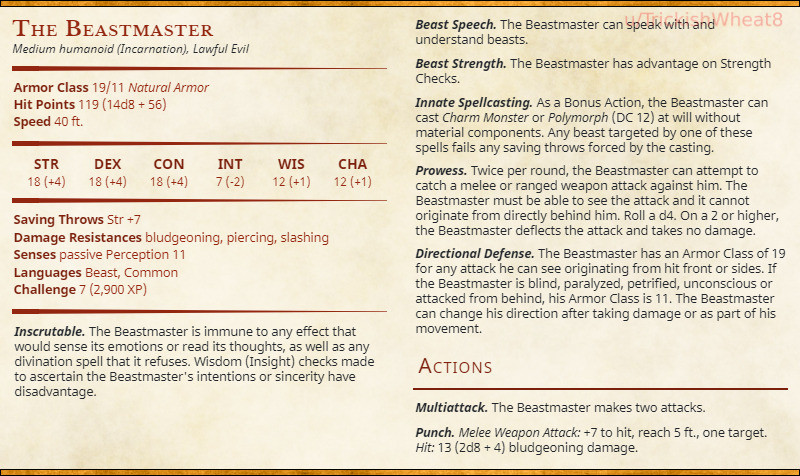 The Beastmaster
Medium humanoid (Incarnation), Lawful Evil
Armor Class 19/11 Natural Armor
Hit Points 119 (14d8 + 56)
Speed 40 ft.
STR DEX CON INT WIS CHA
18 (+4) 18 (+4) 18 (+4) 7 (-2) 12 (+1) 12 (+1)
Saving Throws Str +7
Damage Resistances bludgeoning, piercing, slashing
Senses passive Perception 11
Languages Beast, Common
Challenge 7 (2,900 XP)
Inscrutable. The Beastmaster is immune to any effect that
would sense its emotions or read its thoughts, as well as any
divination spell that it refuses. Wisdom (Insight) checks made
to ascertain the Beastmaster's intentions or sincerity have
disadvantage.
u/TrickishWheat8
Beast Speech. The Beastmaster can speak with and
understand beasts.
Beast Strength. The Beastmaster has advantage on Strength
Checks.
Innate Spellcasting. As a Bonus Action, the Beastmaster can
cast Charm Monster or Polymorph (DC 12) at will without
material components. Any beast targeted by one of these
spells fails any saving throws forced by the casting.
Prowess. Twice per round, the Beastmaster can attempt to
catch a melee or ranged weapon attack against him. The
Beastmaster must be able to see the attack and it cannot
originate from directly behind him. Roll a d4. On a 2 or higher,
the Beastmaster deflects the attack and takes no damage.
Directional Defense. The Beastmaster has an Armor Class of 19
for any attack he can see originating from hit front or sides. If
the Beastmaster is blind, paralyzed, petrified, unconscious or
attacked from behind, his Armor Class is 11. The Beastmaster
can change his direction after taking damage or as part of his
movement.
Actions
Multiattack. The Beastmaster makes two attacks.
Punch. Melee Weapon Attack: +7 to hit, reach 5 ft., one target.
Hit: 13 (2d8 + 4) bludgeoning damage.